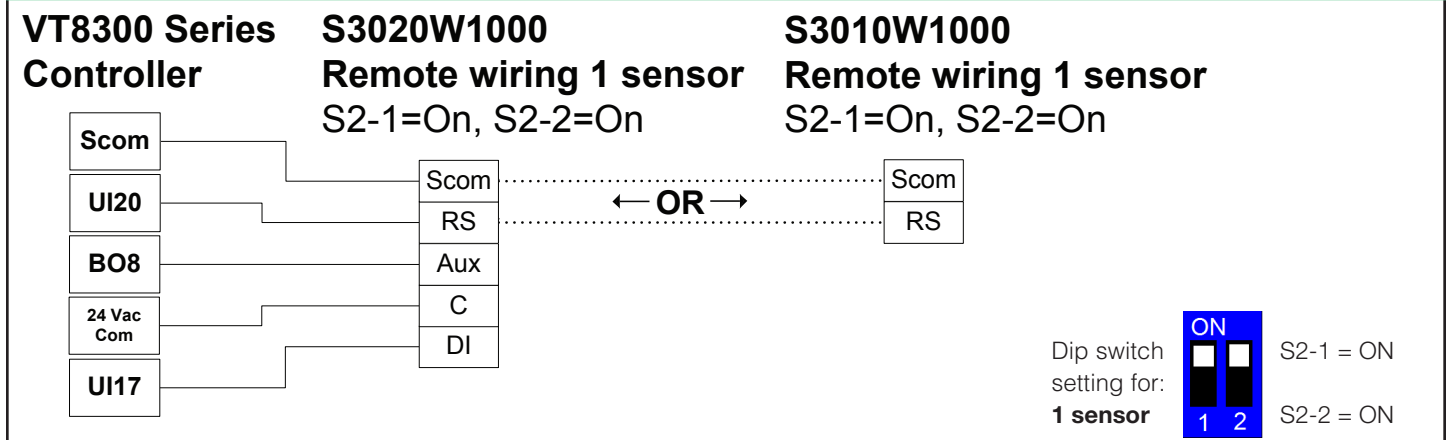 VT8300 Series
Controller
S3020W1000
Remote wiring 1 sensor
S2-1=On, S2-2=On
S3010W1000
Remote wiring 1 sensor
S2-1=On, S2-2=On
Scom
UI20
BO8
24 Vac
Com
UI17
Scom
RS
Aux
C
DI
←OR→
Scom
RS
Dip switch
setting for:
1 sensor
ON
1 2
S2-1 = ON
S2-2 = ON